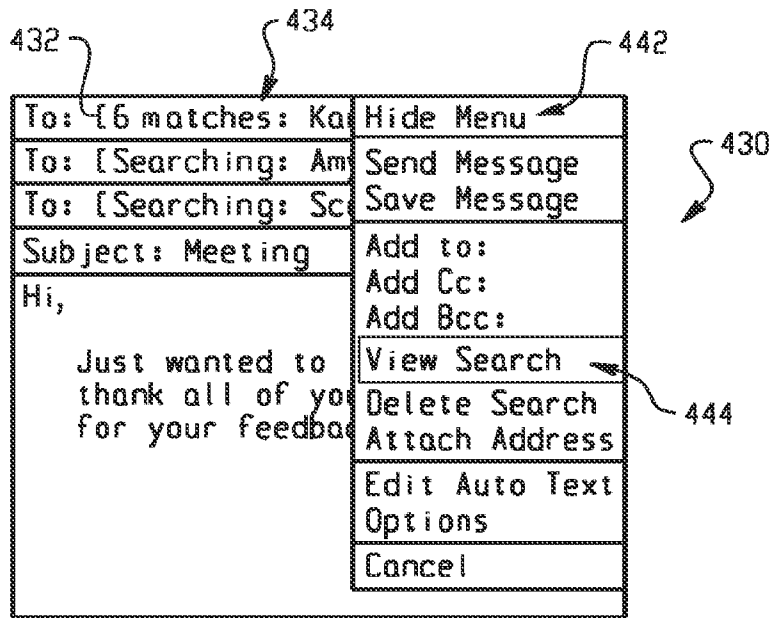 432
434
442
430
444
To: [6 matches: Ka
To: [Searching: Am
To: [Searching: Sc
Subject: Meeting
Hi,
Just wanted to
thank all of you
for your feedbac
Hide Menu
Send Message
Save Message
Add to:
Add Cc:
Add Bcc:
View Search
Delete Search
Attach Address
Edit Auto Text
Options
Cancel